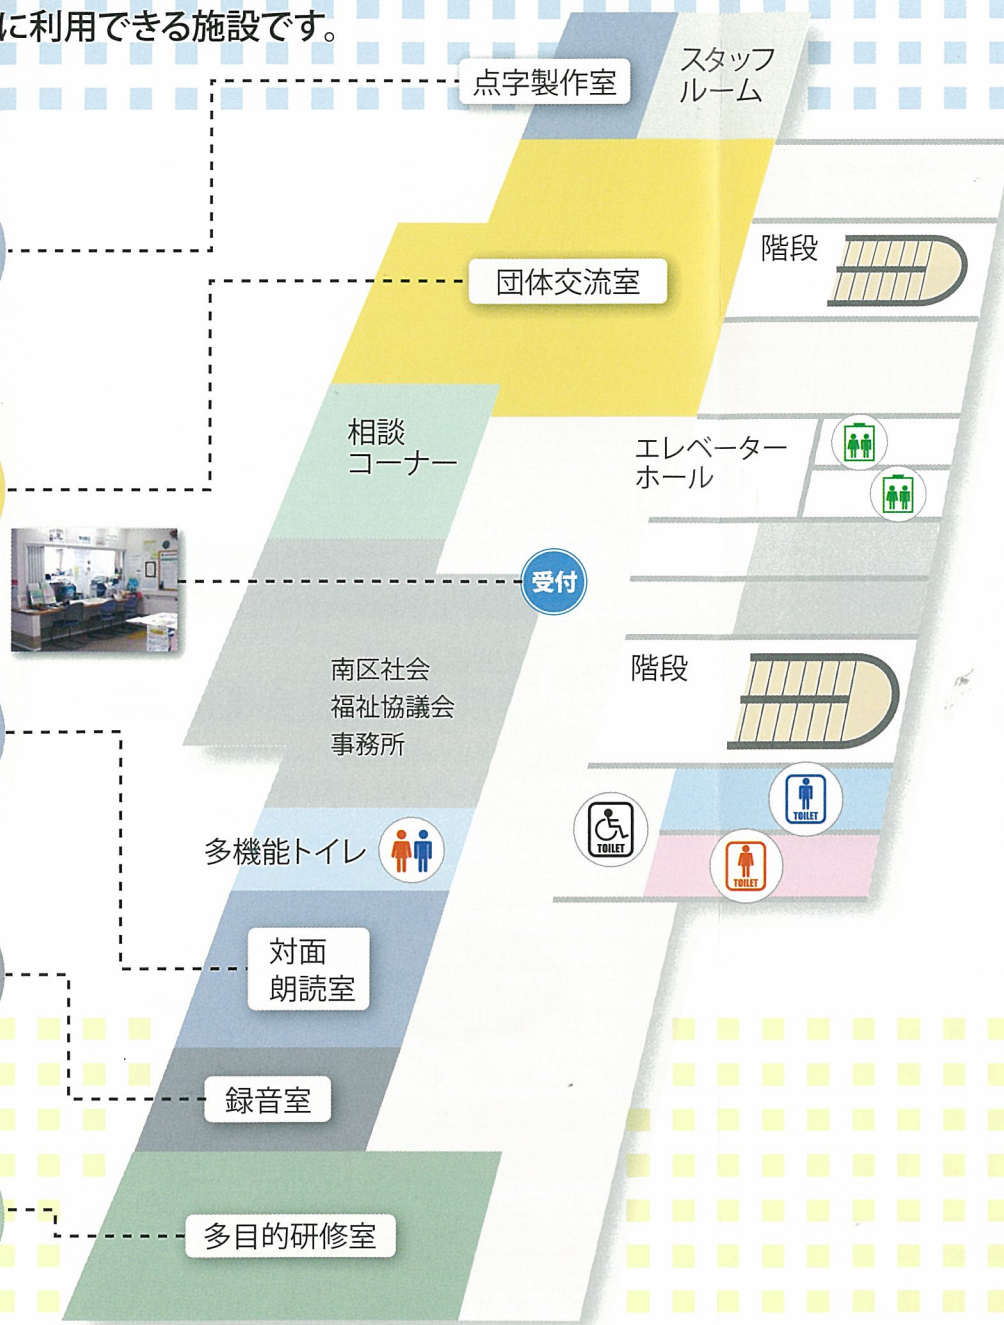 に利用できる施設です。
点字製作室
スタッフ
ルーム
団体交流室
階段
相談
コーナー
エレベーター
ホール
受付
南区社会
福祉協議会
事務所
階段
多機能トイレ
TOILET
TOILET
TOILET
対面
朗読室
録音室
多目的研修室